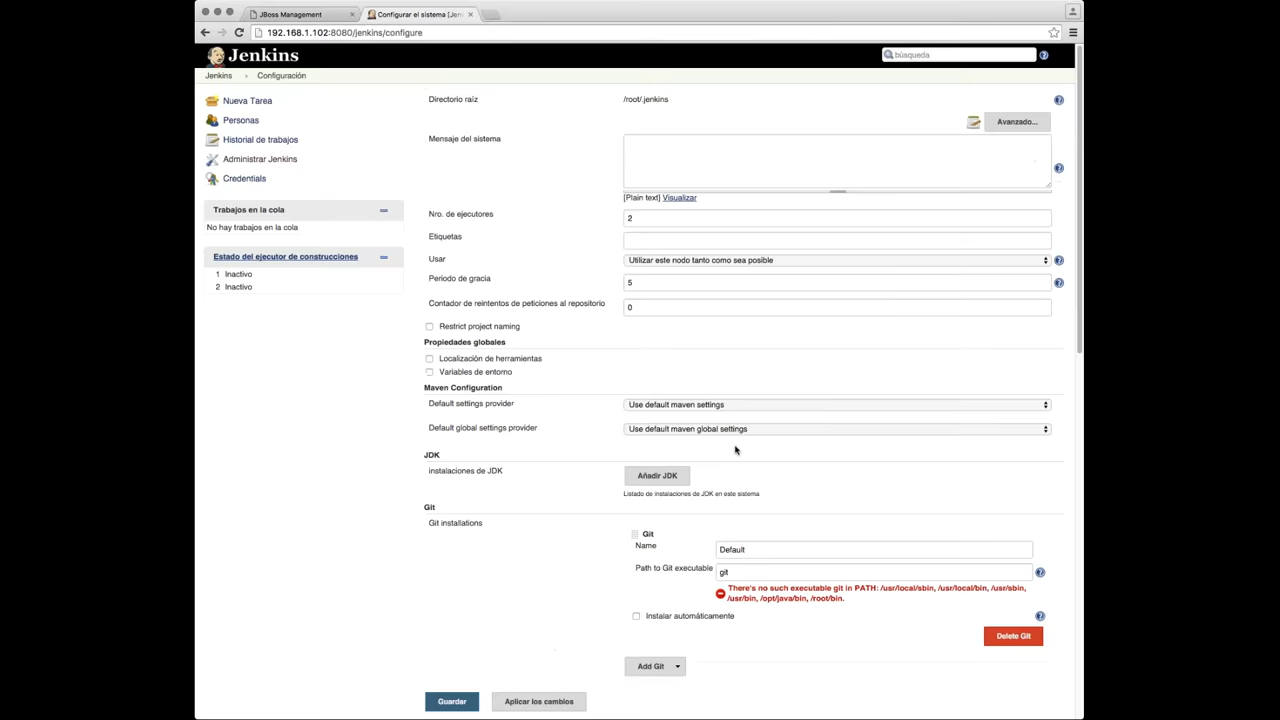 JBoss Management
Configurar el sistema [Jen
192.168.1.102:8080/jenkins/configure
Jenkins
búsqueda
Jenkins › Configuración
Nueva Tarea
Personas
Historial de trabajos
Administrar Jenkins
Credentials
Trabajos en la cola
No hay trabajos en la cola
Estado del ejecutor de construcciones
1 Inactivo
2 Inactivo
Directorio raíz
/root/.jenkins
Avanzado...
Mensaje del sistema
[Plain text] Visualizar
Nro. de ejecutores
2
Etiquetas
Usar
Utilizar este nodo tanto como sea posible
Periodo de gracia
5
Contador de reintentos de peticiones al repositorio
0
Restrict project naming
Propiedades globales
Localización de herramientas
Variables de entorno
Maven Configuration
Default settings provider
Use default maven settings
Default global settings provider
Use default maven global settings
JDK
instalaciones de JDK
Añadir JDK
Listado de instalaciones de JDK en este sistema
Git
Git installations
Git
Name
Default
Path to Git executable
git
There's no such executable git in PATH: /usr/local/sbin, /usr/local/bin, /usr/sbin,
/usr/bin, /opt/java/bin, /root/bin.
Instalar automáticamente
Delete Git
Add Git
Guardar
Aplicar los cambios